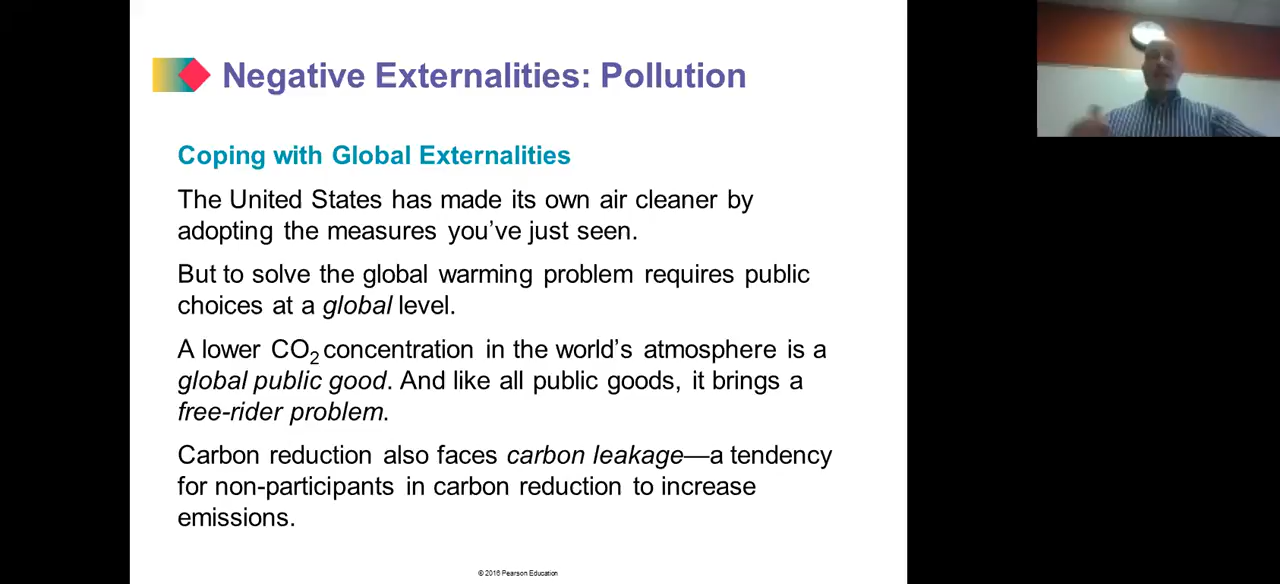 Negative Externalities: Pollution
Coping with Global Externalities
The United States has made its own air cleaner by
adopting the measures you’ve just seen.
But to solve the global warming problem requires public
choices at a global level.
A lower CO2 concentration in the world’s atmosphere is a
global public good. And like all public goods, it brings a
free-rider problem.
Carbon reduction also faces carbon leakage—a tendency
for non-participants in carbon reduction to increase
emissions.
© 2016 Pearson Education